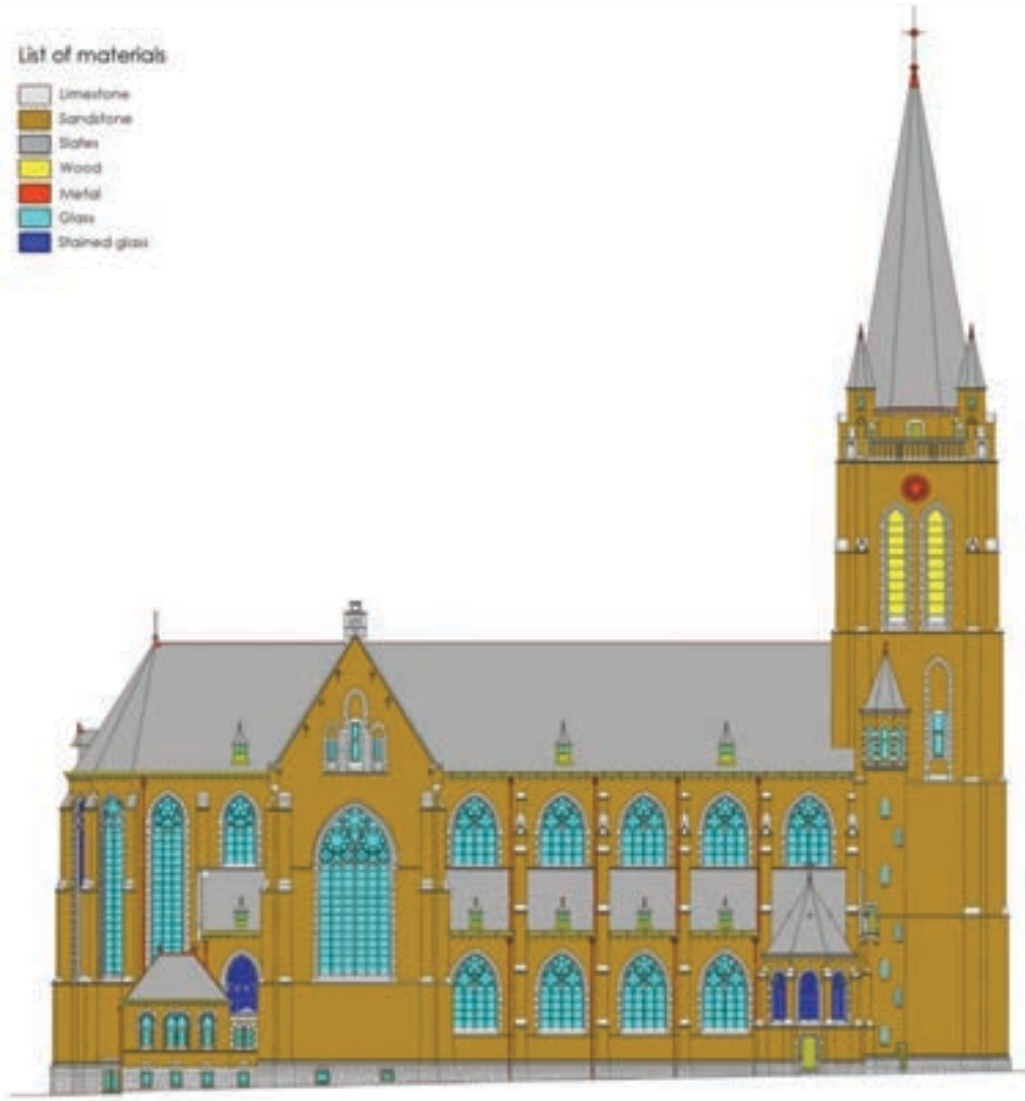 List of materials
Limestone
Sandstone
Slates
Wood
Metal
Glass
Stained glass